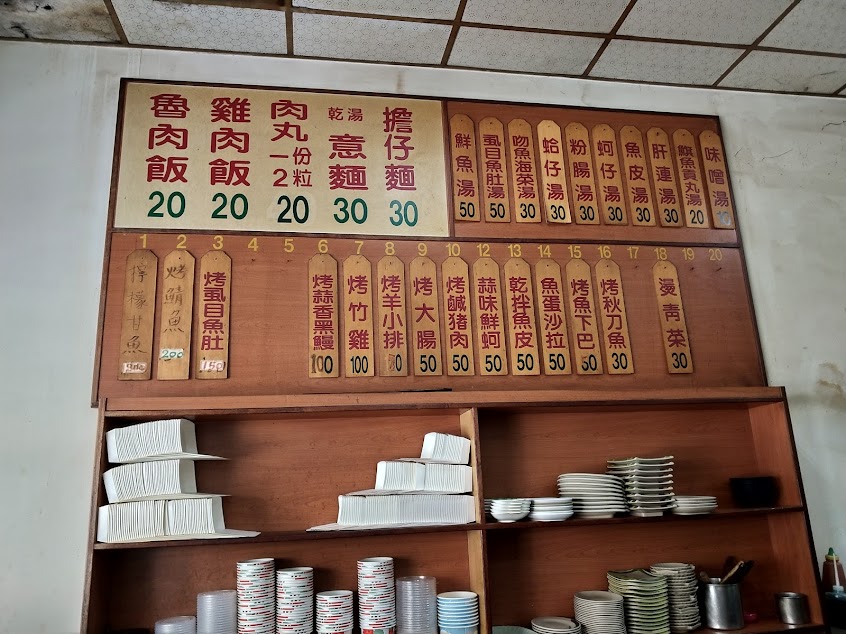 魯肉飯 20
雞肉飯 20
肉丸 一份2粒 20
乾湯 意麵 30
擔仔麵 30
鮮魚湯 50
虱目魚肚湯 50
吻魚海菜湯 30
蛤仔湯 30
粉腸湯 30
蚵仔湯 30
魚皮湯 30
肝連湯 30
旗魚貢丸湯 20
味噌湯 10
1 檸檬甘魚
2 烤鯖魚 200
3 烤虱目魚肚 150
4
5
6 烤蒜香黑鰻 100
7 烤竹雞 100
8 烤羊小排 70
9 烤大腸 50
10 烤鹹豬肉 50
12 蒜味鮮蚵 50
13 乾拌魚皮 50
14 魚蛋沙拉 50
15 烤魚下巴 50
16 烤秋刀魚 30
17
18 燙青菜 30
19
20